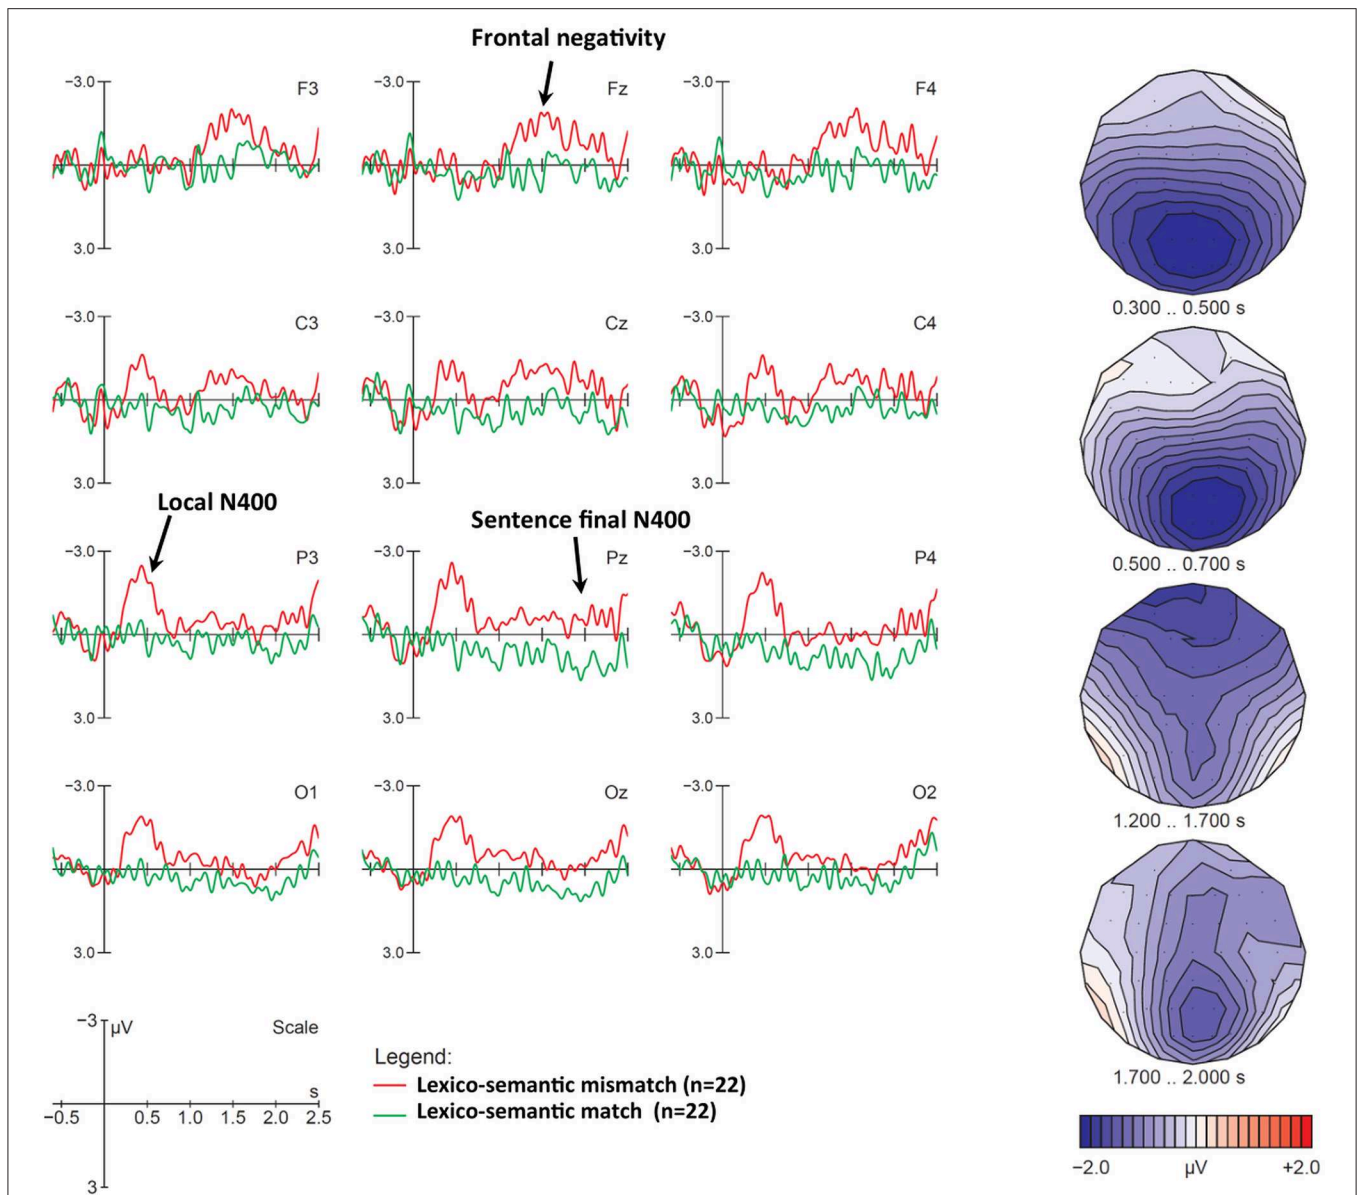 Frontal negativity
−3.0 F3
3.0
−3.0 Fz
3.0
−3.0 F4
3.0
0.300 .. 0.500 s
−3.0 C3
3.0
−3.0 Cz
3.0
−3.0 C4
3.0
0.500 .. 0.700 s
Local N400
Sentence final N400
−3.0 P3
3.0
−3.0 Pz
3.0
−3.0 P4
3.0
1.200 .. 1.700 s
−3.0 O1
3.0
−3.0 Oz
3.0
−3.0 O2
3.0
1.700 .. 2.000 s
−3 µV Scale
s
−0.5 0.5 1.0 1.5 2.0 2.5
3
Legend:
Lexico-semantic mismatch (n=22)
Lexico-semantic match (n=22)
−2.0 µV +2.0